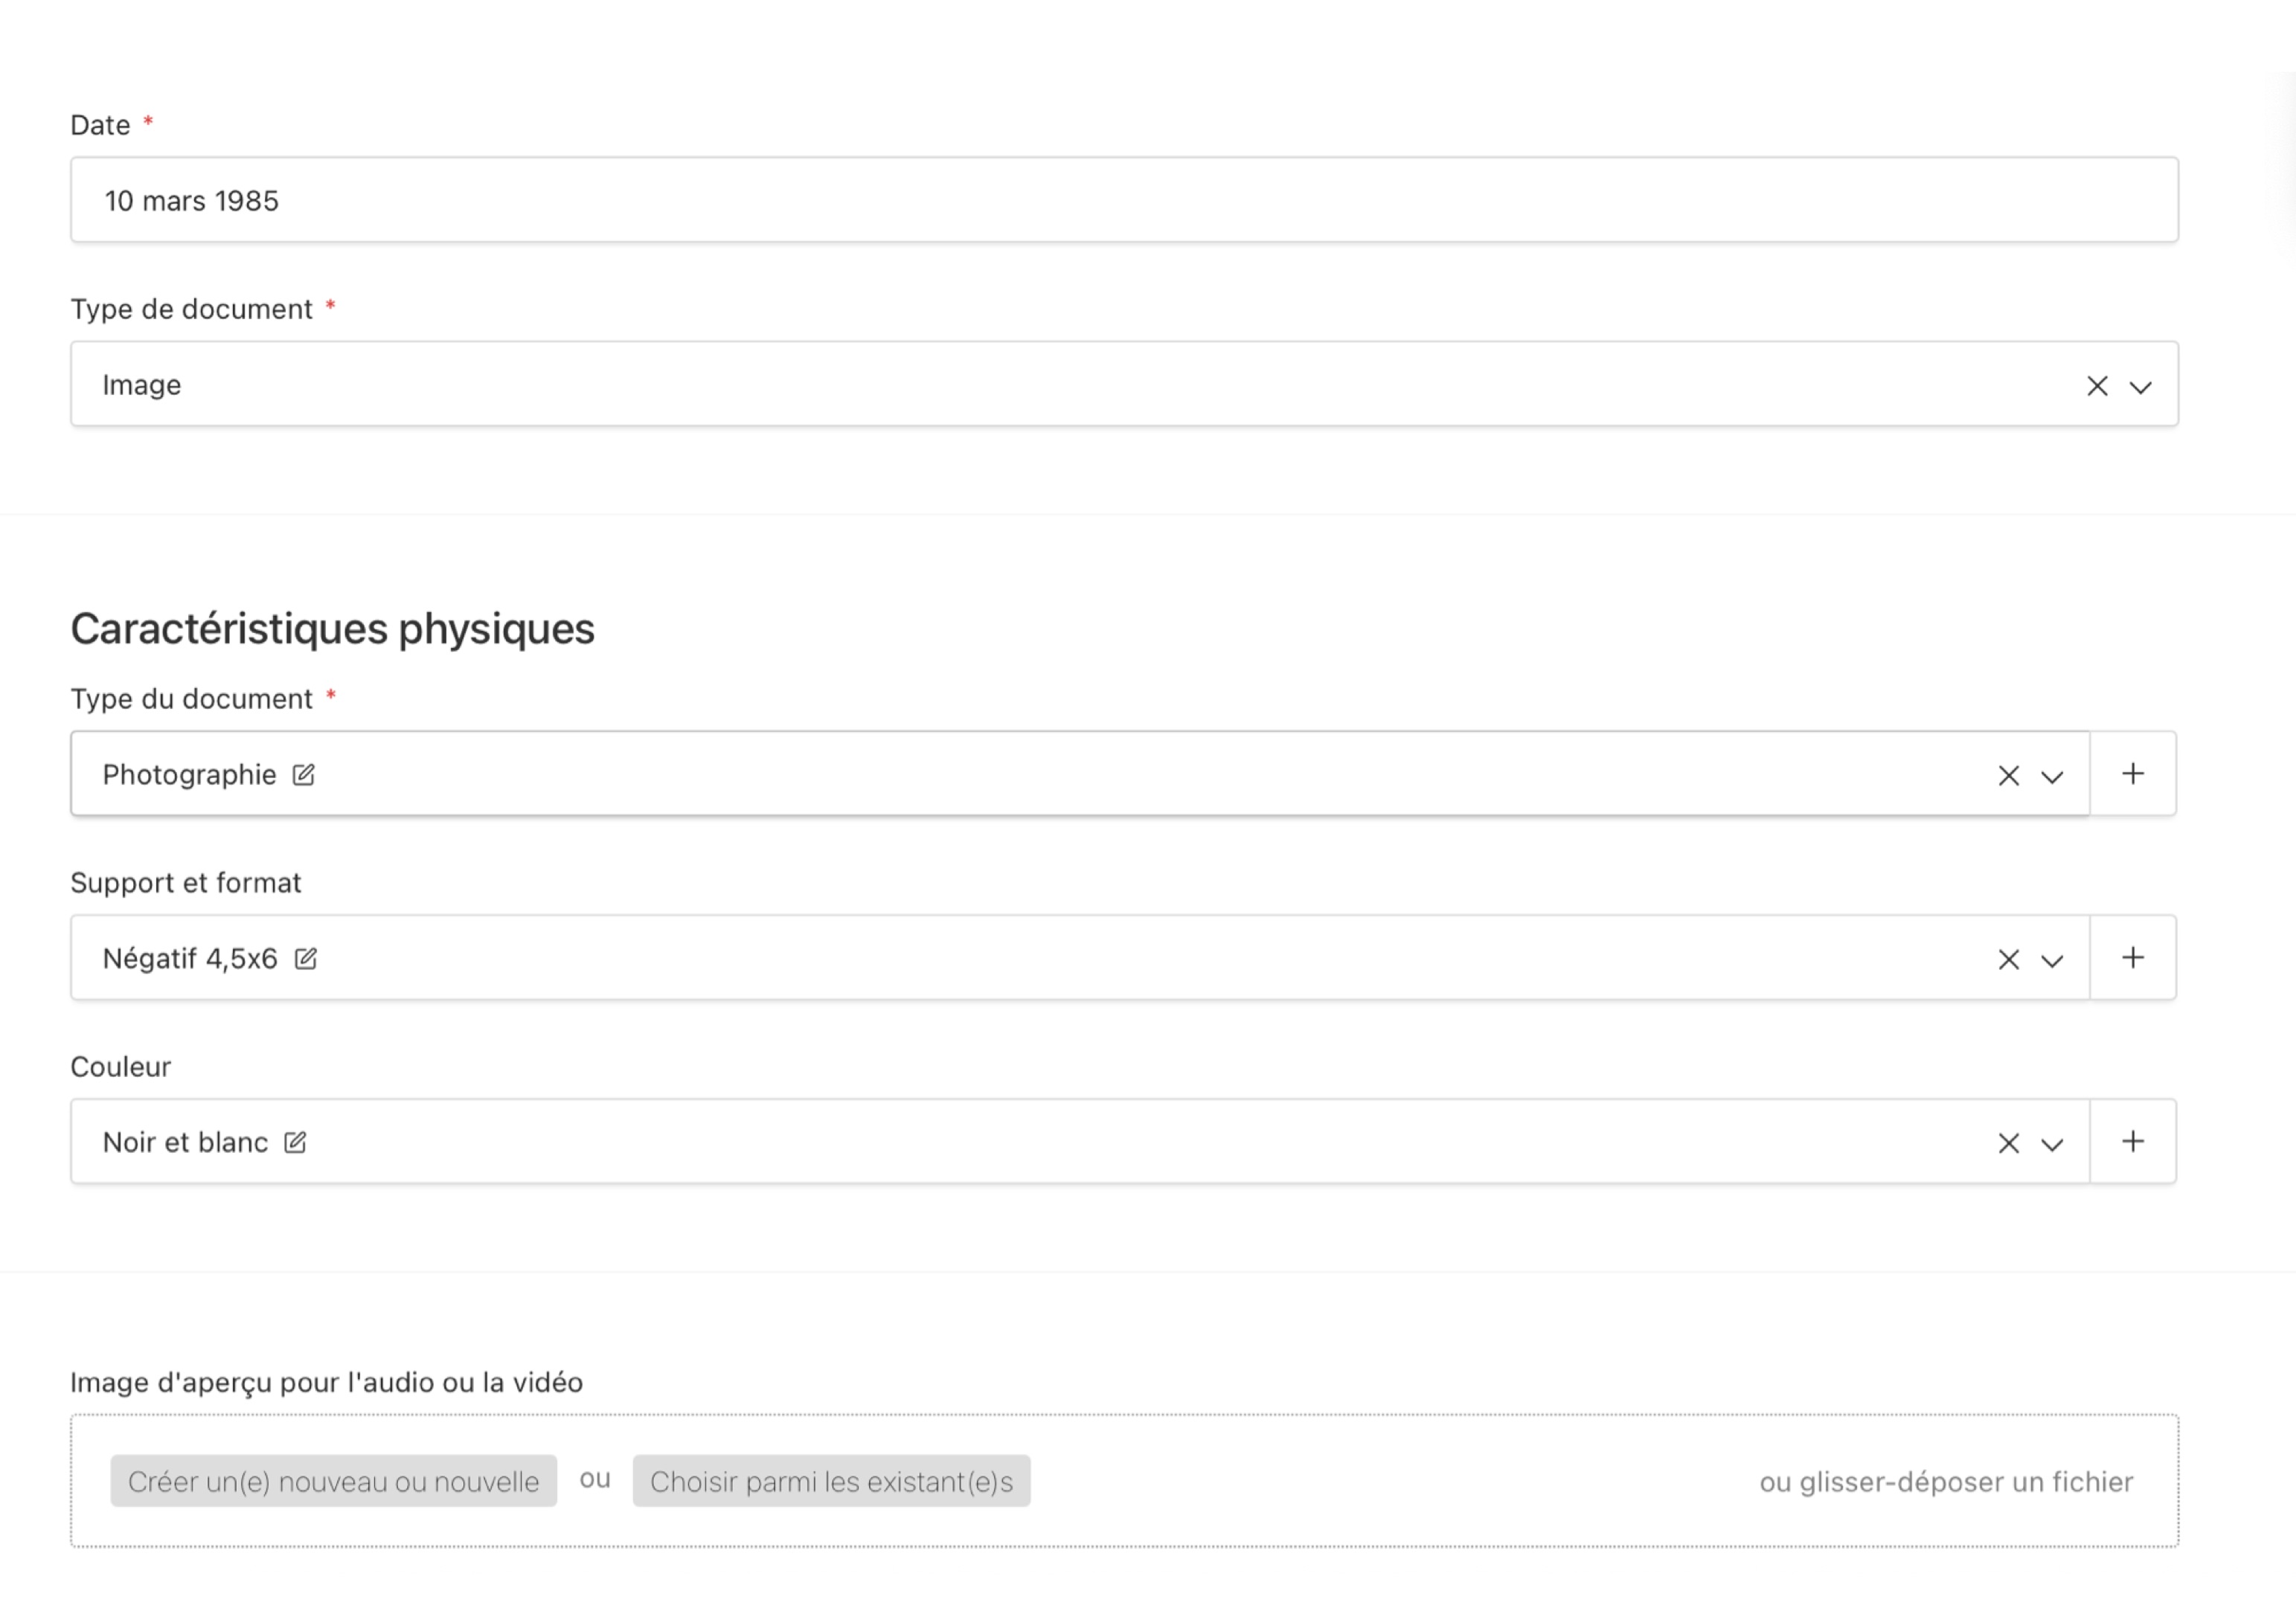 Date *
10 mars 1985
Type de document *
Image
Caractéristiques physiques
Type du document *
Photographie
Support et format
Négatif 4,5x6
Couleur
Noir et blanc
Image d'aperçu pour l'audio ou la vidéo
Créer un(e) nouveau ou nouvelle ou Choisir parmi les existant(e)s ou glisser-déposer un fichier